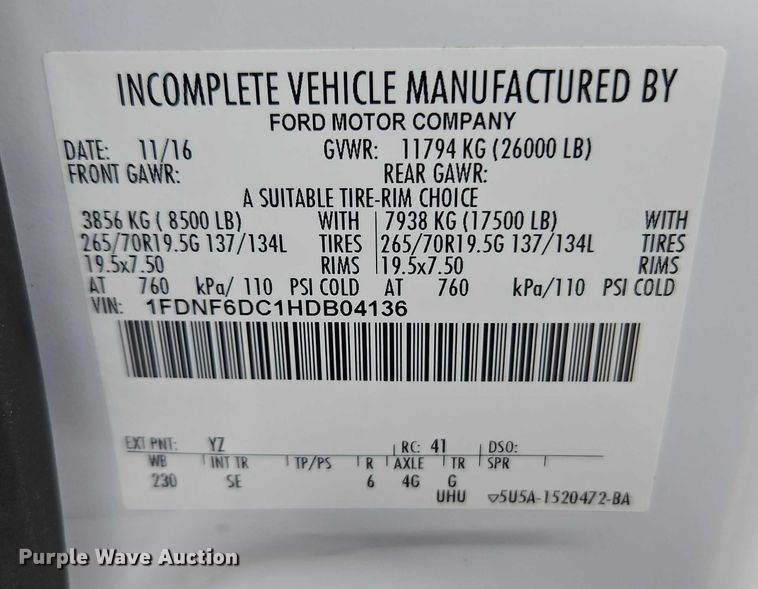 INCOMPLETE VEHICLE MANUFACTURED BY
FORD MOTOR COMPANY
DATE: 11/16 GVWR: 11794 KG (26000 LB)
FRONT GAWR: REAR GAWR:
A SUITABLE TIRE-RIM CHOICE
3856 KG ( 8500 LB) WITH 7938 KG (17500 LB) WITH
265/70R19.5G 137/134L TIRES 265/70R19.5G 137/134L TIRES
19.5x7.50 RIMS 19.5x7.50 RIMS
AT 760 kPa/ 110 PSI COLD AT 760 kPa/110 PSI COLD
VIN: 1FDNF6DC1HDB04136
EXT PNT: YZ RC: 41 DSO:
WB INT TR TP/PS R AXLE TR SPR
230 SE 6 4G G
UHU 5U5A-1520472-BA
Purple Wave Auction